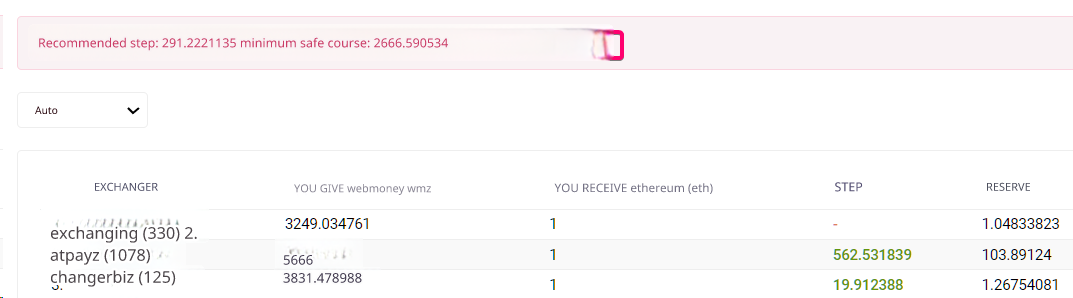 Recommended step: 291.2221135 minimum safe course: 2666.590534
Auto
EXCHANGER YOU GIVE webmoney wmz YOU RECEIVE ethereum (eth) STEP RESERVE
exchanging (330) 2. 3249.034761 1 - 1.04833823
atpayz (1078) 5666 1 562.531839 103.89124
changerbiz (125) 3831.478988 1 19.912388 1.26754081